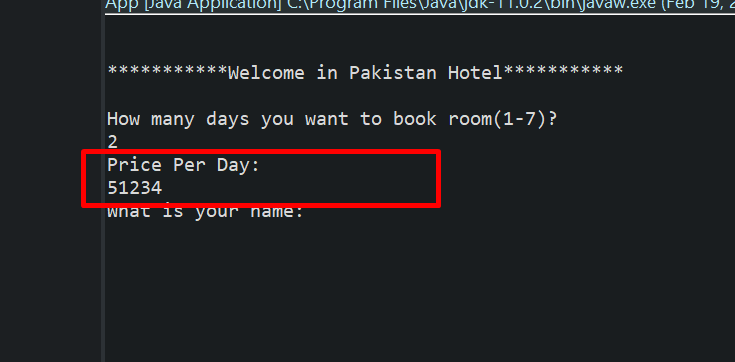 App [Java Application] C:\Program Files\Java\jdk-11.0.2\bin\javaw.exe (Feb 19, 2
***********Welcome in Pakistan Hotel***********
How many days you want to book room(1-7)?
2
Price Per Day:
51234
What is your name: